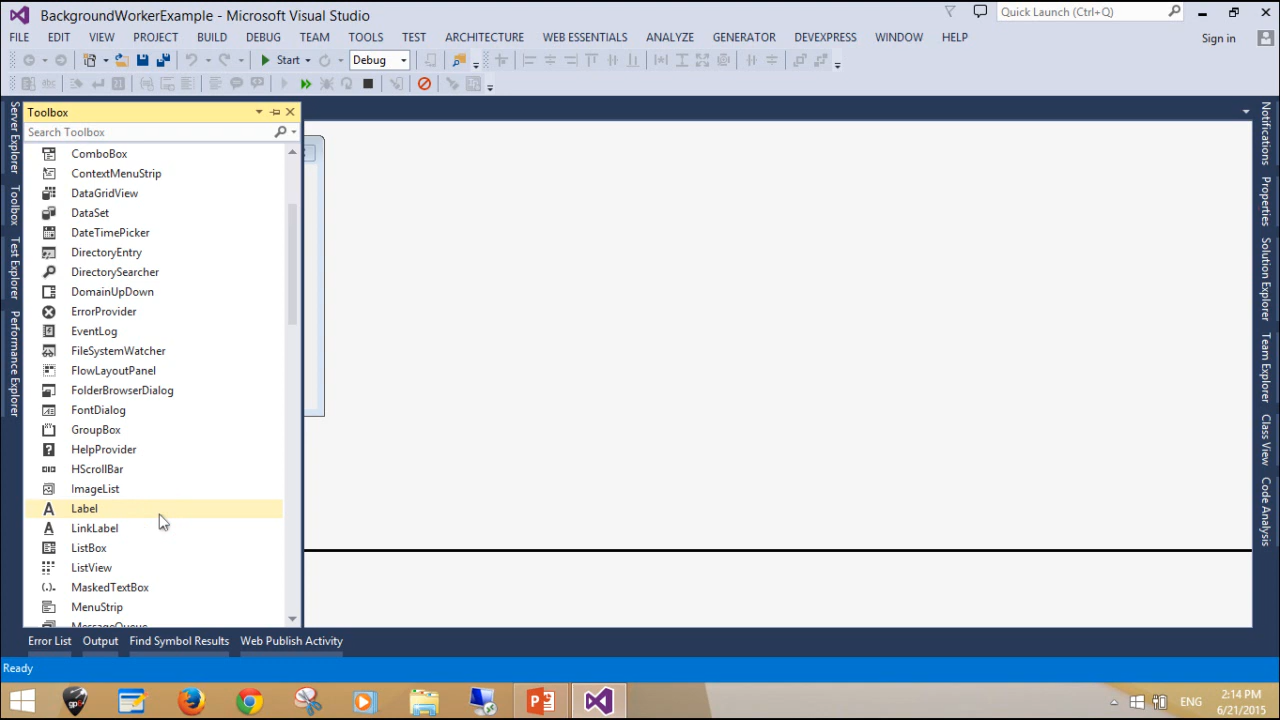 BackgroundWorkerExample - Microsoft Visual Studio
Quick Launch (Ctrl+Q)
FILE EDIT VIEW PROJECT BUILD DEBUG TEAM TOOLS TEST ARCHITECTURE WEB ESSENTIALS ANALYZE GENERATOR DEVEXPRESS WINDOW HELP
Sign in
Start
Debug
Toolbox
Search Toolbox
ComboBox
ContextMenuStrip
DataGridView
DataSet
DateTimePicker
DirectoryEntry
DirectorySearcher
DomainUpDown
ErrorProvider
EventLog
FileSystemWatcher
FlowLayoutPanel
FolderBrowserDialog
FontDialog
GroupBox
HelpProvider
HScrollBar
ImageList
Label
LinkLabel
ListBox
ListView
MaskedTextBox
MenuStrip
MessageQueue
Server Explorer
Toolbox
Test Explorer
Performance Explorer
Notifications
Properties
Solution Explorer
Team Explorer
Class View
Code Analysis
Error List Output Find Symbol Results Web Publish Activity
Ready
ENG
2:14 PM
6/21/2015